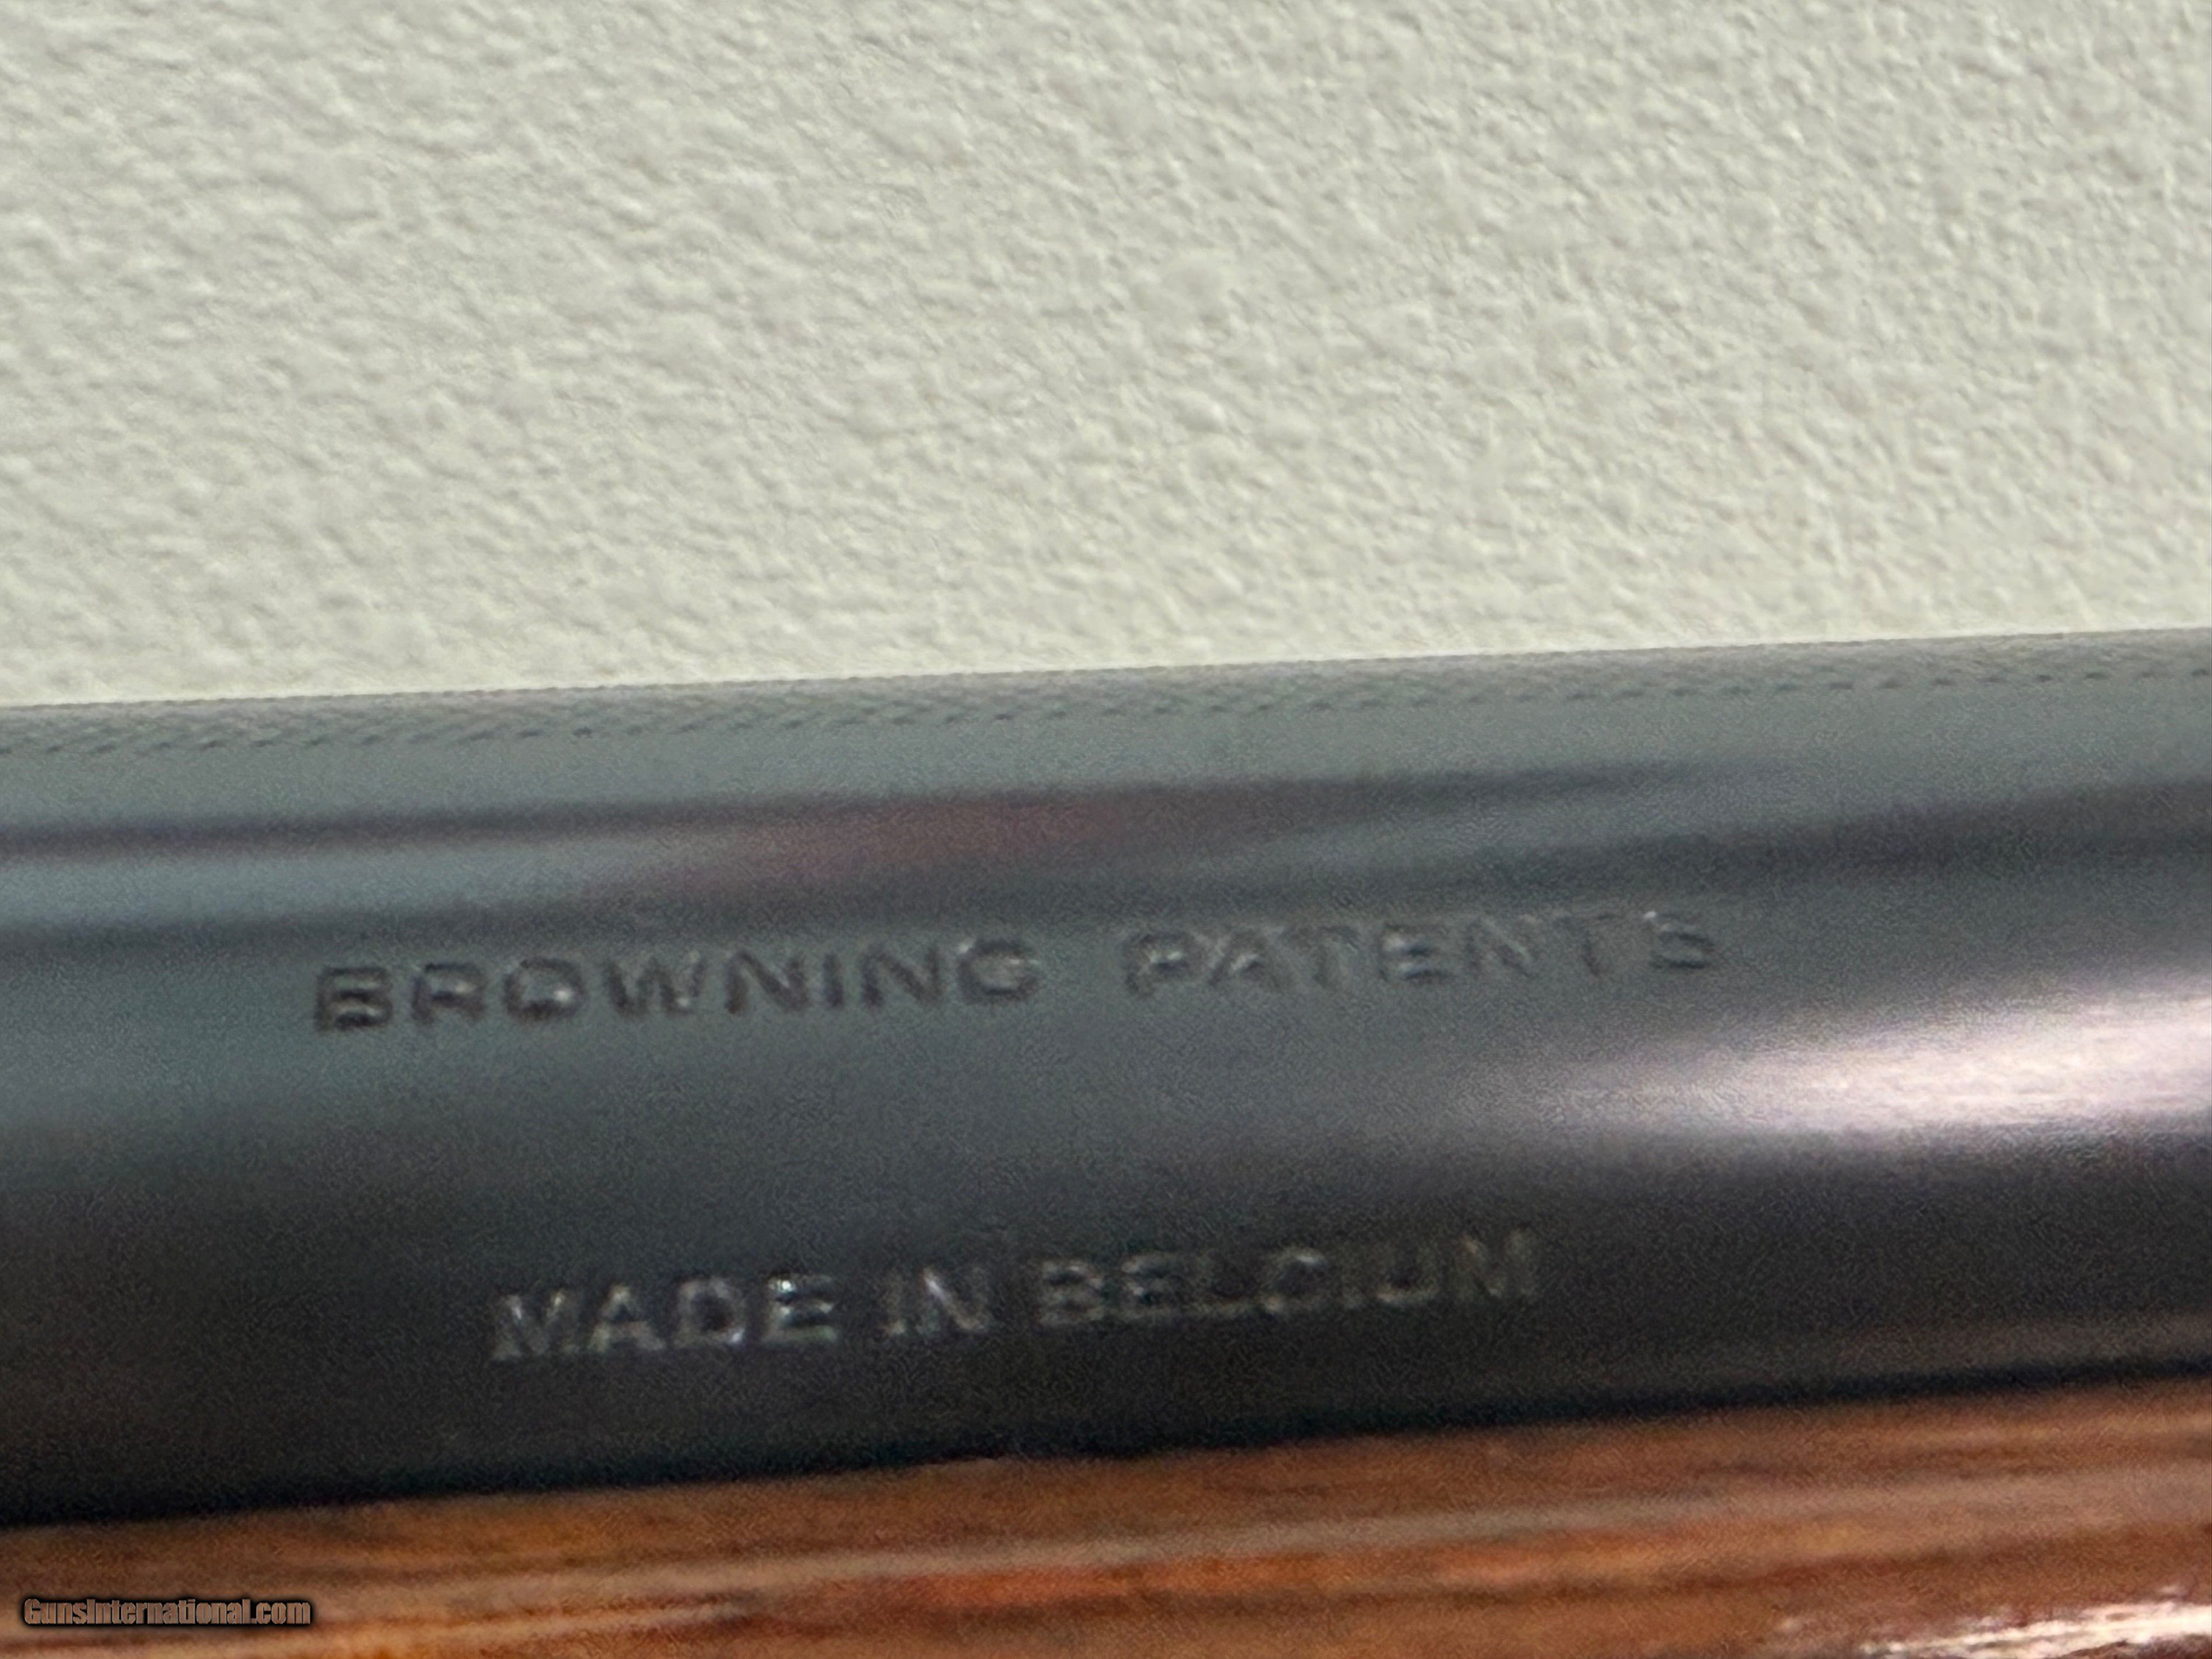 BROWNING PATENTS
MADE IN BELGIUM
GunsInternational.com